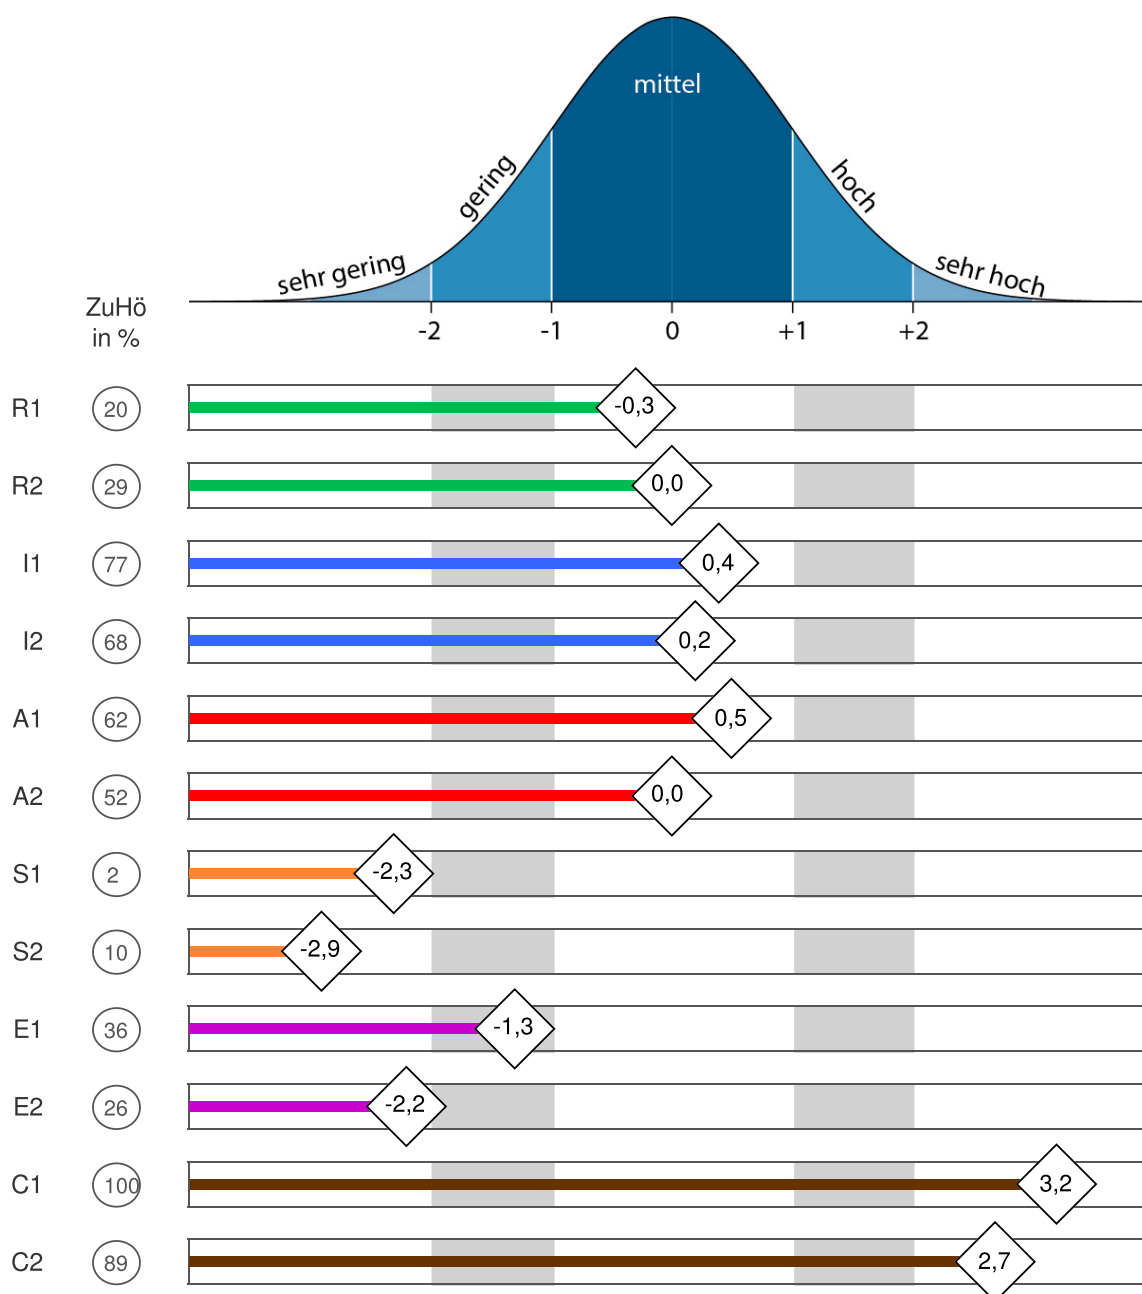 mittel
gering
hoch
sehr gering
sehr hoch
ZuHö
in %
-2 -1 0 +1 +2
R1 20 -0,3
R2 29 0,0
I1 77 0,4
I2 68 0,2
A1 62 0,5
A2 52 0,0
S1 2 -2,3
S2 10 -2,9
E1 36 -1,3
E2 26 -2,2
C1 100 3,2
C2 89 2,7